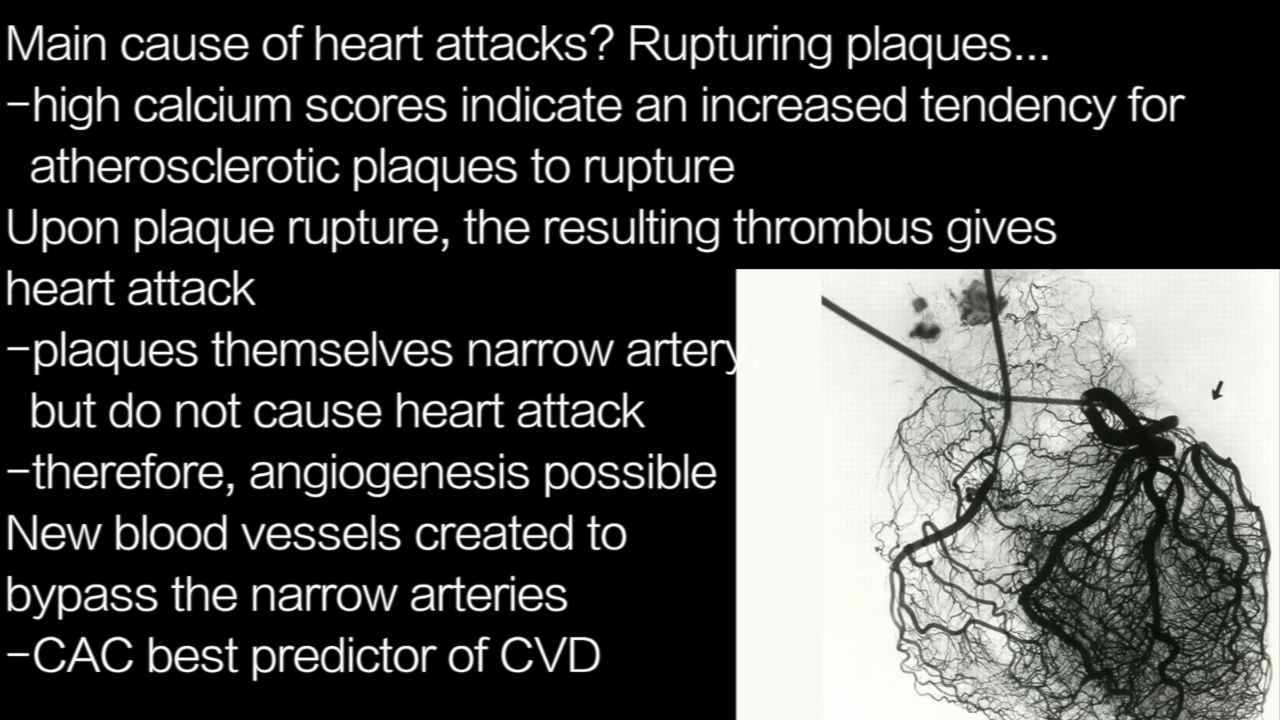 Main cause of heart attacks? Rupturing plaques...
−high calcium scores indicate an increased tendency for
atherosclerotic plaques to rupture
Upon plaque rupture, the resulting thrombus gives
heart attack
−plaques themselves narrow artery,
but do not cause heart attack
−therefore, angiogenesis possible
New blood vessels created to
bypass the narrow arteries
−CAC best predictor of CVD